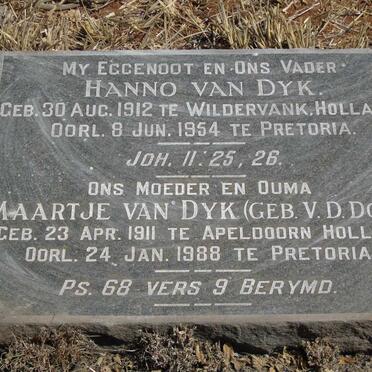 MY EGGENOOT EN ONS VADER
HANNO VAN DYK.
GEB. 30 AUG. 1912 TE WILDERVANK, HOLLA
OORL. 8 JUN. 1954 TE PRETORIA.
JOH. 11: 25, 26.
ONS MOEDER EN OUMA
MAARTJE VAN DYK (GEB. V. D. DO
GEB. 23 APR. 1911 TE APELDOORN HOLL
OORL. 24 JAN. 1988 TE PRETORIA
PS. 68 VERS 9 BERYMD.